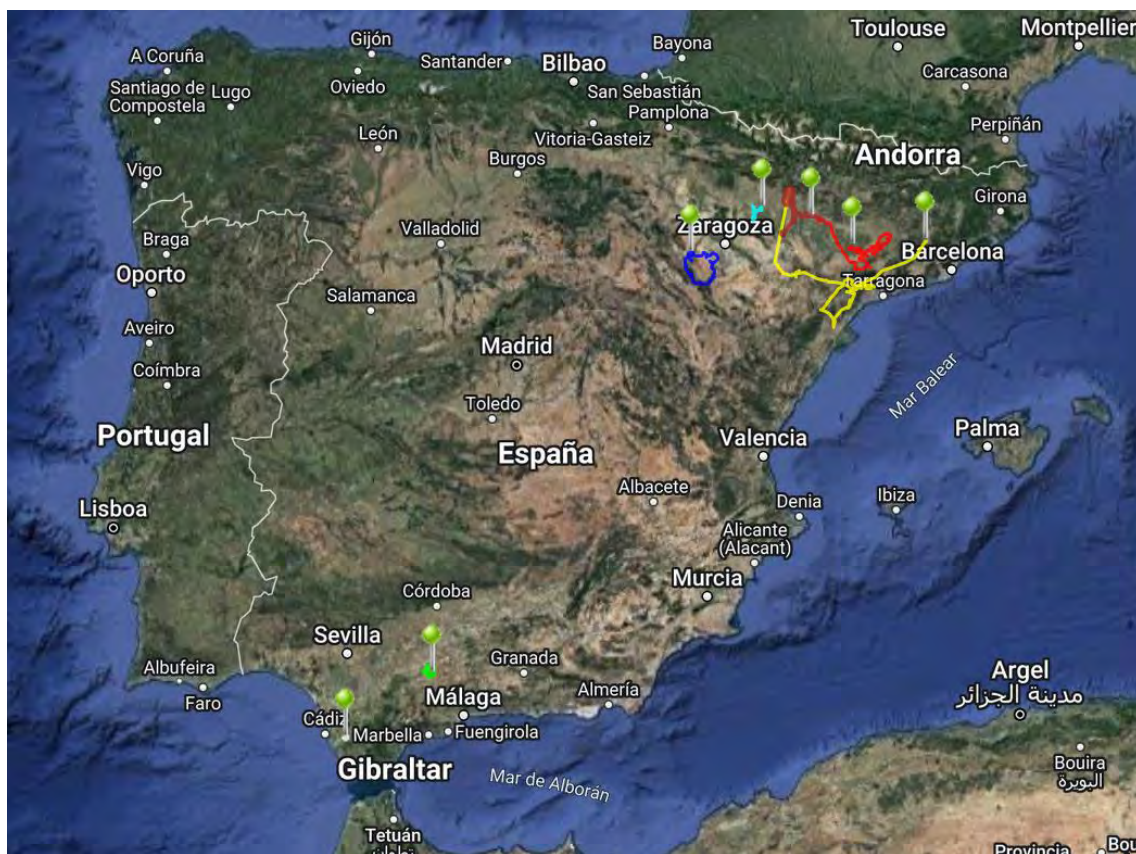 Toulouse
Montpellier
Gijón
Bayona
A Coruña
Santander
Bilbao
Carcasona
Oviedo
San Sebastián
Santiago de
Compostela
Lugo
Pamplona
Perpiñán
León
Vitoria-Gasteiz
Andorra
Burgos
Vigo
Girona
Valladolid
Zaragoza
Braga
Barcelona
Oporto
Tarragona
Salamanca
Aveiro
Madrid
Coímbra
Mar Balear
Toledo
Portugal
España
Valencia
Palma
Albacete
Ibiza
Denia
Lisboa
Alicante
(Alacant)
Murcia
Córdoba
Sevilla
Granada
Albufeira
Argel
مدينة الجزائر
Almería
Málaga
Faro
Cádiz
Marbella
Fuengirola
Gibraltar
Mar de Alborán
Bouira
البويرة
Tetuán
Provincia
Bou